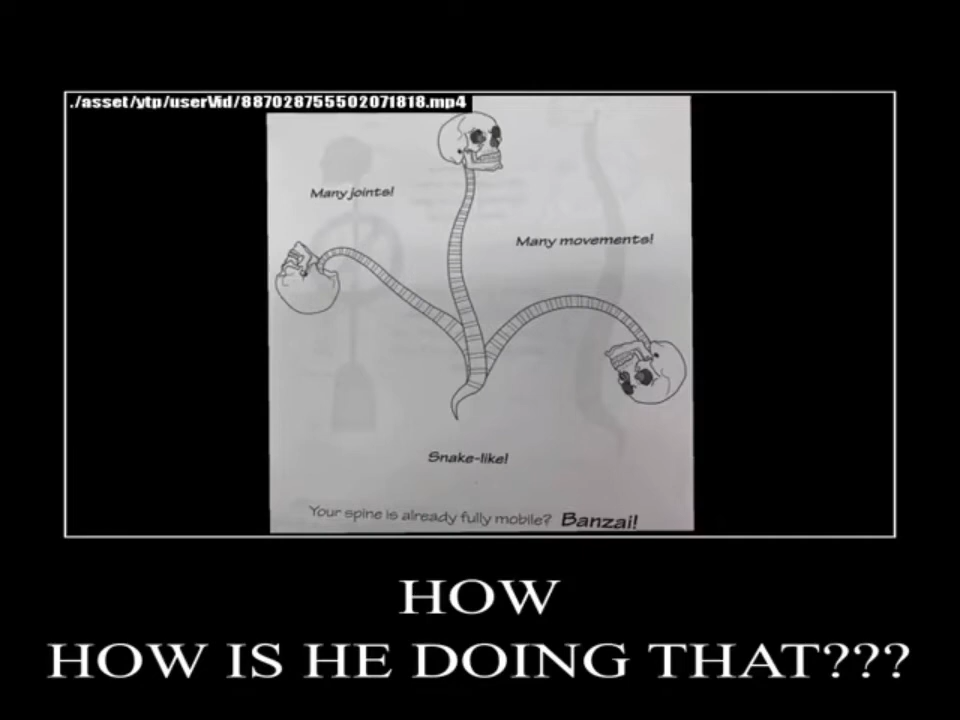 ./asset/ytp/userVid/887028755502071818.mp4
Many joints!
Many movements!
Snake-like!
Your spine is already fully mobile? Banzai!
HOW
HOW IS HE DOING THAT???